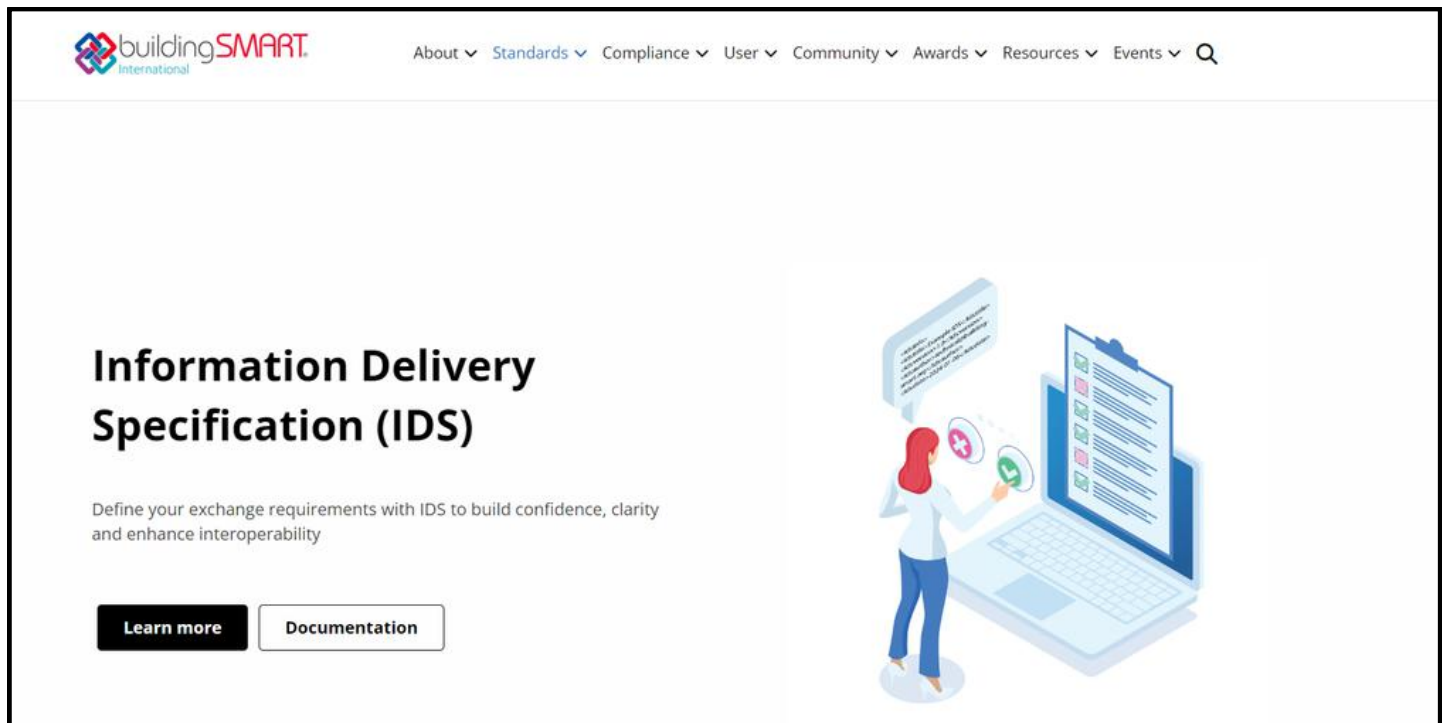 buildingSMART®
International
About Standards Compliance User Community Awards Resources Events
Information Delivery
Specification (IDS)
Define your exchange requirements with IDS to build confidence, clarity
and enhance interoperability
Learn more Documentation